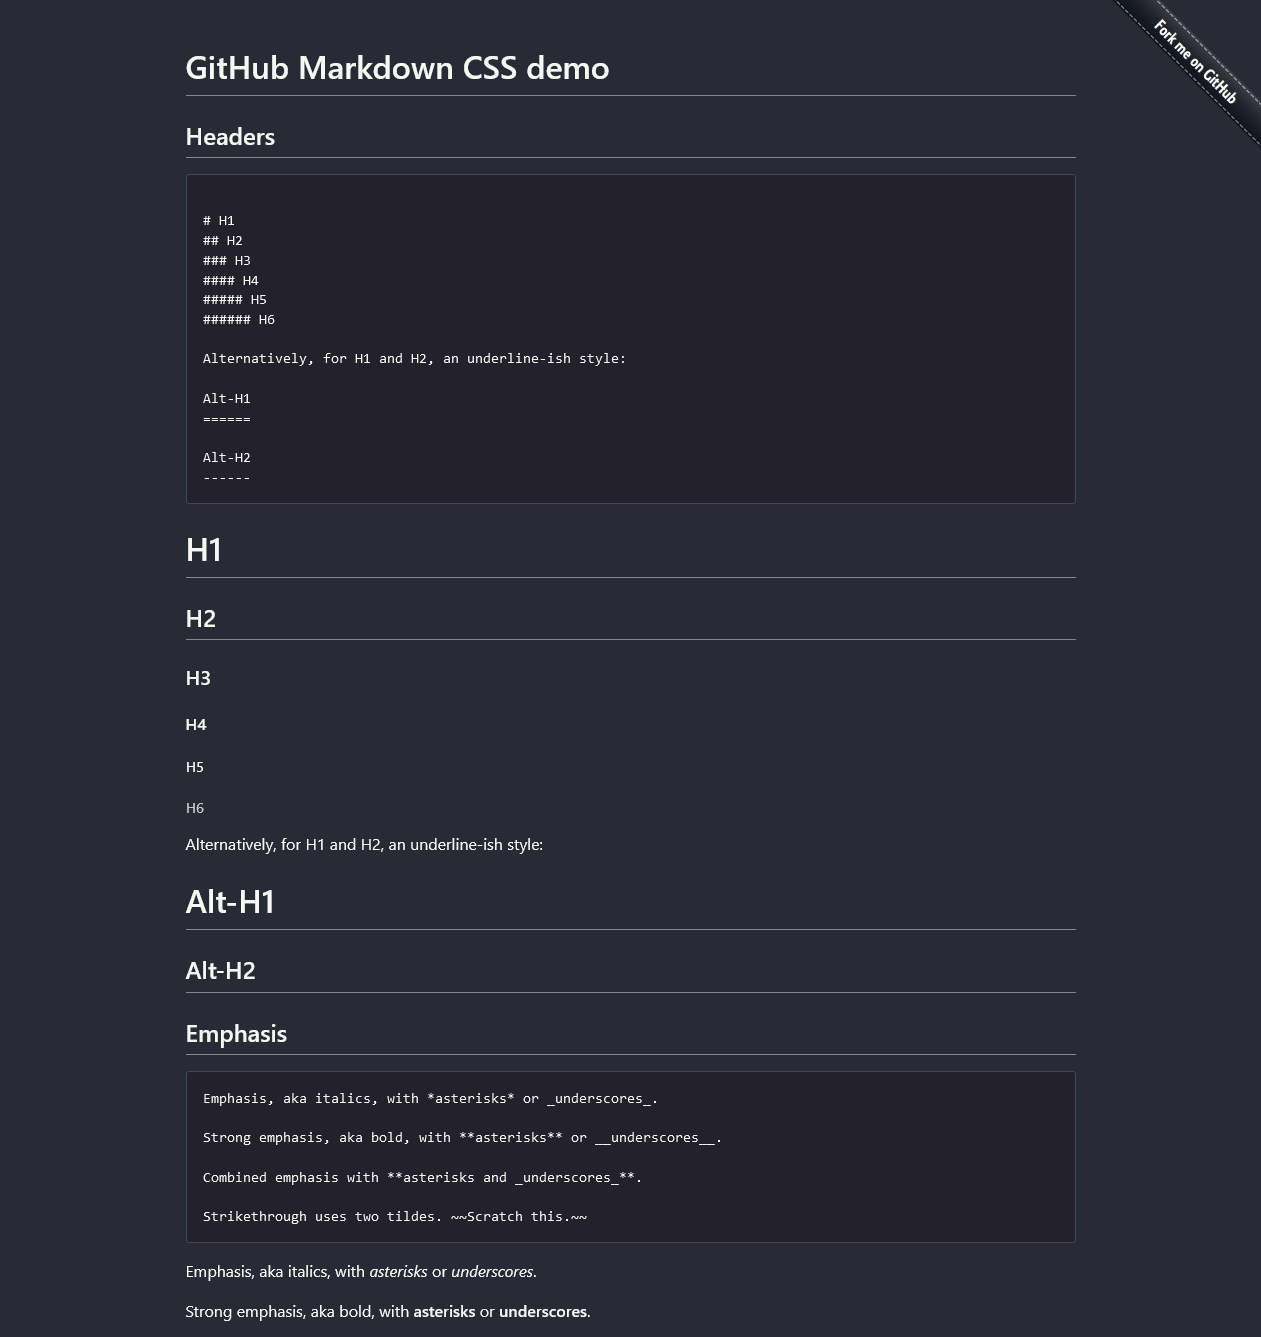 Fork me on GitHub
GitHub Markdown CSS demo
Headers
# H1
## H2
### H3
#### H4
##### H5
###### H6
Alternatively, for H1 and H2, an underline-ish style:
Alt-H1
======
Alt-H2
------
H1
H2
H3
H4
H5
H6
Alternatively, for H1 and H2, an underline-ish style:
Alt-H1
Alt-H2
Emphasis
Emphasis, aka italics, with *asterisks* or _underscores_.
Strong emphasis, aka bold, with **asterisks** or __underscores__.
Combined emphasis with **asterisks and _underscores_**.
Strikethrough uses two tildes. ~~Scratch this.~~
Emphasis, aka italics, with asterisks or underscores.
Strong emphasis, aka bold, with asterisks or underscores.